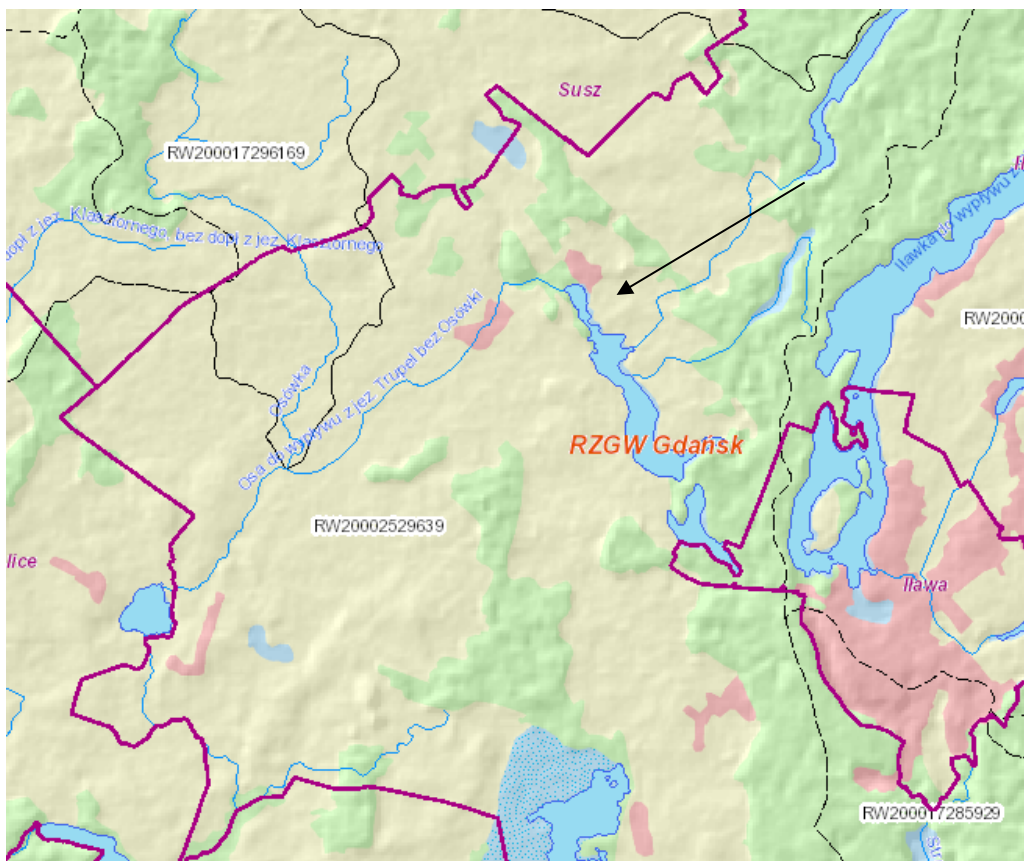 Susz
RW200017296169
dopł z jez. Klasztornego, bez dopł z jez. Klasztornego
Iławka do wypływu z
RW2000
Osówka
Osa do wypływu z jez. Trupel bez Osówki
RZGW Gdańsk
RW20002529639
lice
Iława
RW200017285929
Str